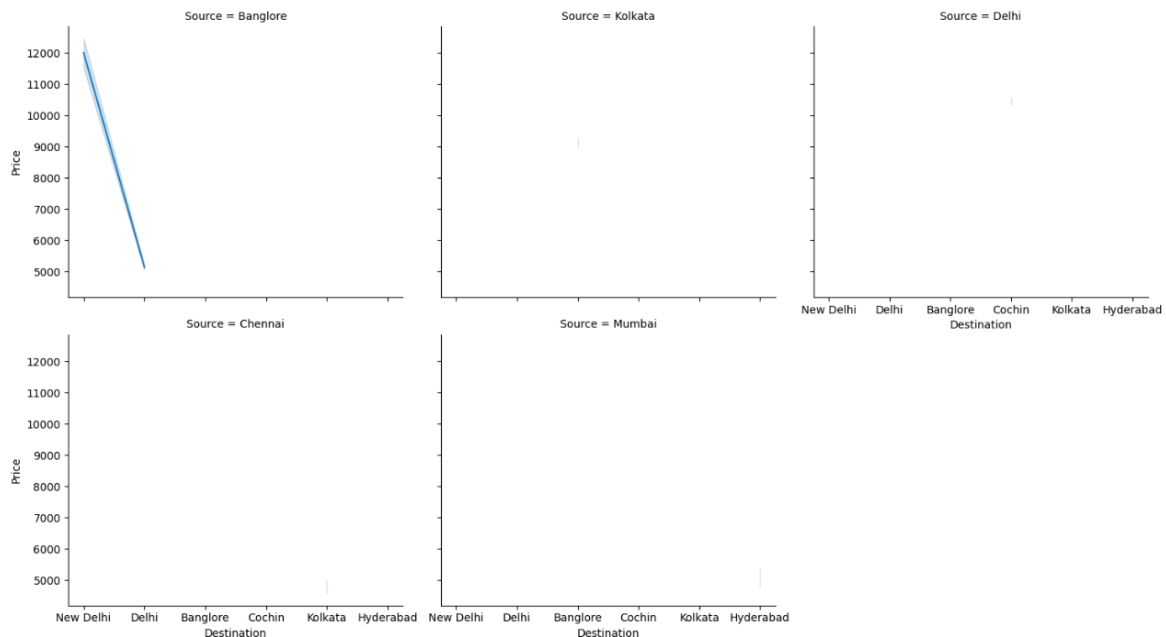 Source = Banglore
Source = Kolkata
Source = Delhi
12000
11000
10000
9000
8000
7000
6000
5000
Price
New Delhi Delhi Banglore Cochin Kolkata Hyderabad
Destination
Source = Chennai
Source = Mumbai
12000
11000
10000
9000
8000
7000
6000
5000
Price
New Delhi Delhi Banglore Cochin Kolkata Hyderabad
Destination
New Delhi Delhi Banglore Cochin Kolkata Hyderabad
Destination